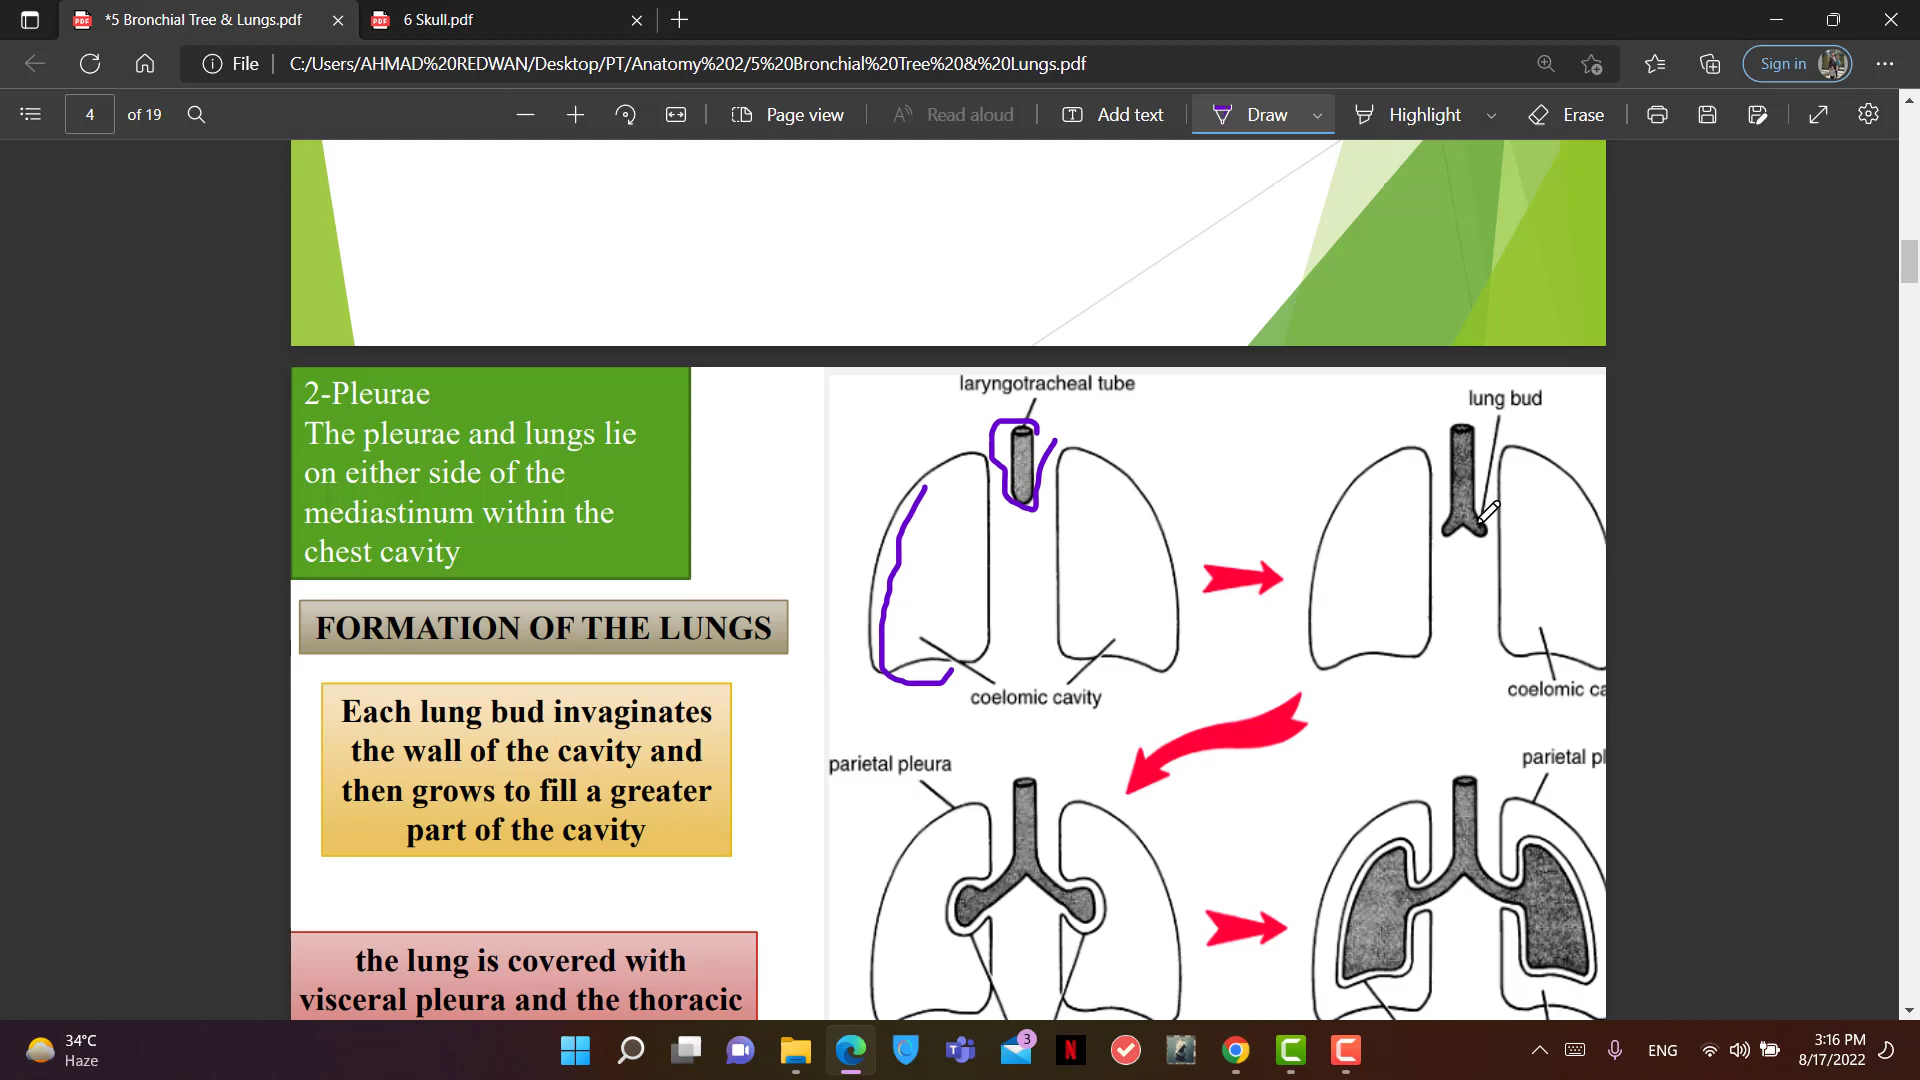 *5 Bronchial Tree & Lungs.pdf
6 Skull.pdf
File
C:/Users/AHMAD%20REDWAN/Desktop/PT/Anatomy%202/5%20Bronchial%20Tree%20&%20Lungs.pdf
Sign in
4
of 19
Page view
Read aloud
Add text
Draw
Highlight
Erase
2-Pleurae
The pleurae and lungs lie
on either side of the
mediastinum within the
chest cavity
FORMATION OF THE LUNGS
Each lung bud invaginates
the wall of the cavity and
then grows to fill a greater
part of the cavity
the lung is covered with
visceral pleura and the thoracic
laryngotracheal tube
lung bud
coelomic cavity
coelomic ca
parietal pleura
parietal pl
34°C
Haze
3
ENG
3:16 PM
8/17/2022